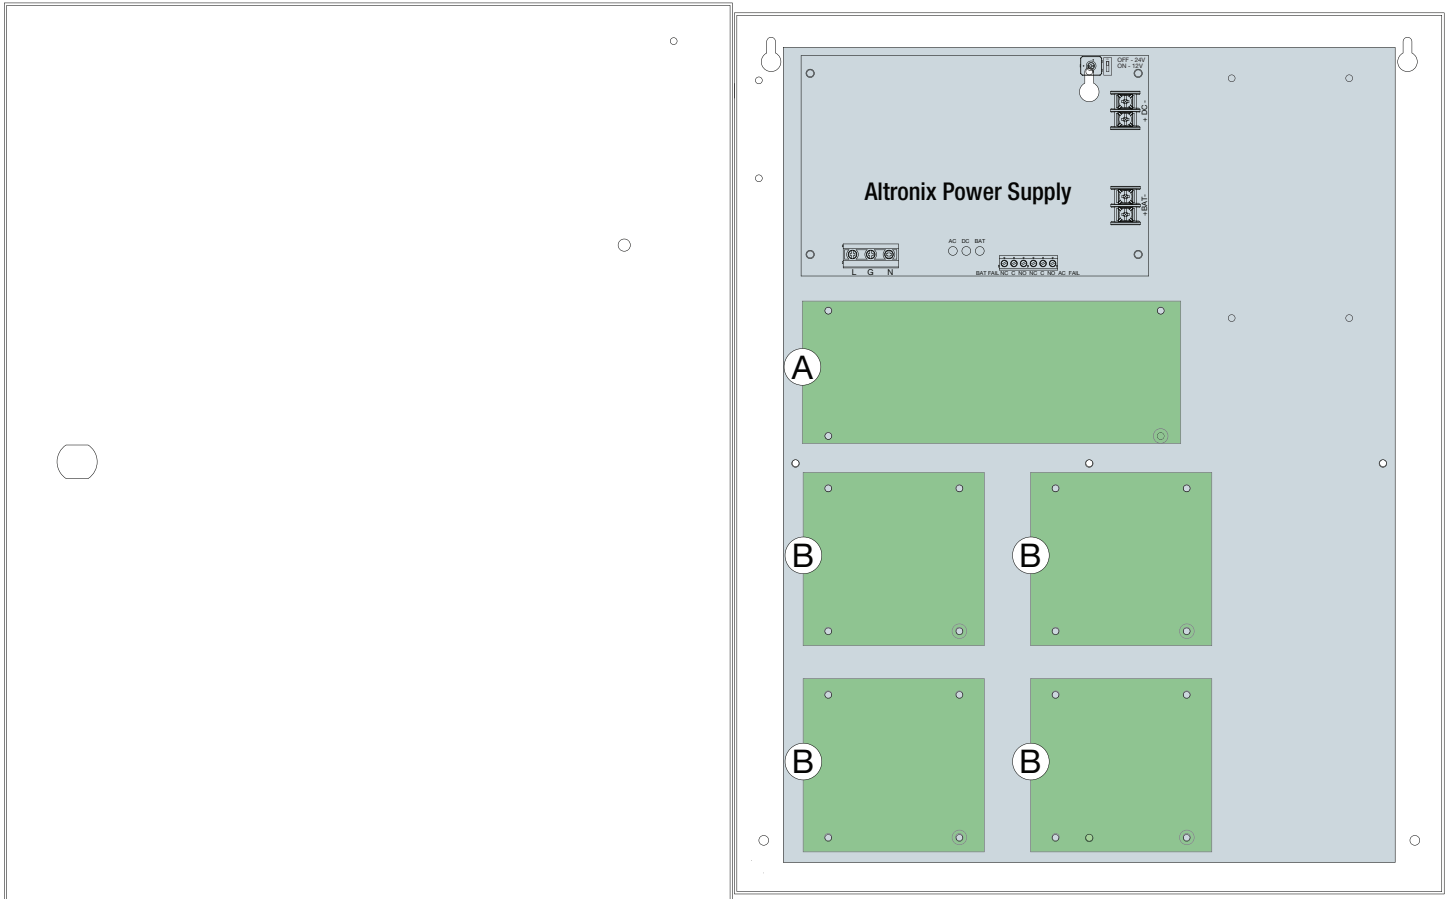 OFF - 24V
ON - 12V
+ DC -
Altronix Power Supply
+BAT-
AC DC BAT
L G N
BAT FAIL NC C NO NC C NO AC FAIL
A
B B
B B